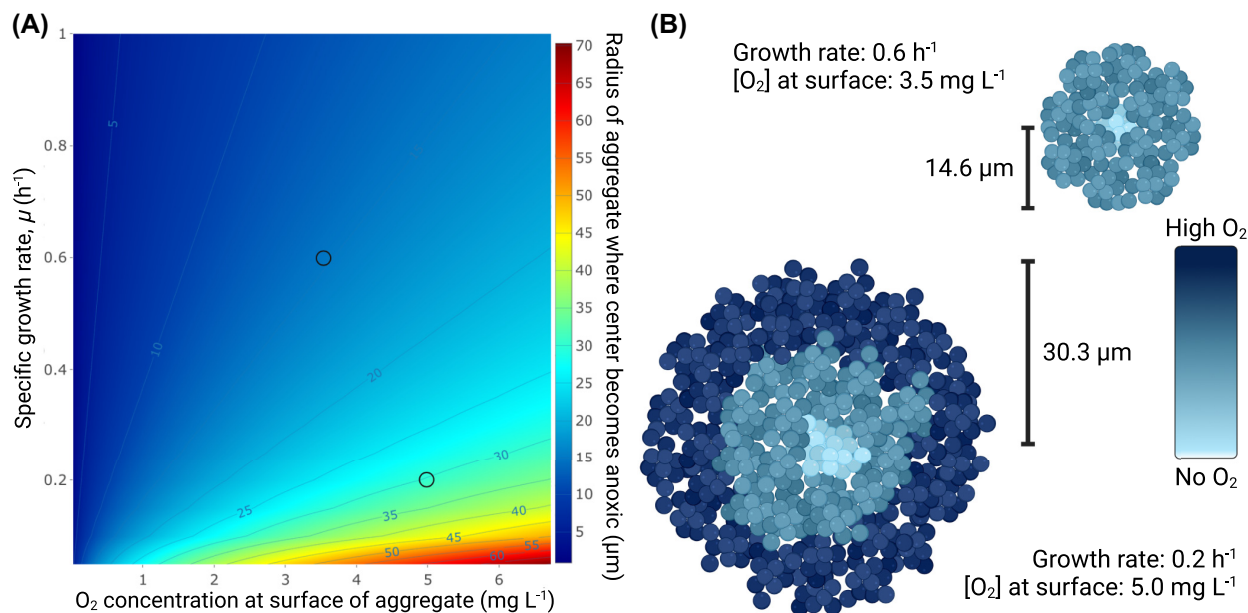 (A)
1
0.8
0.6
0.4
0.2
Specific growth rate, μ (h⁻¹)
1
2
3
4
5
6
O₂ concentration at surface of aggregate (mg L⁻¹)
5
10
20
25
30
35
40
45
50
55
60
70
65
60
55
50
45
40
35
30
25
20
15
10
5
Radius of aggregate where center becomes anoxic (μm)
(B)
Growth rate: 0.6 h⁻¹
[O₂] at surface: 3.5 mg L⁻¹
14.6 μm
High O₂
30.3 μm
No O₂
Growth rate: 0.2 h⁻¹
[O₂] at surface: 5.0 mg L⁻¹